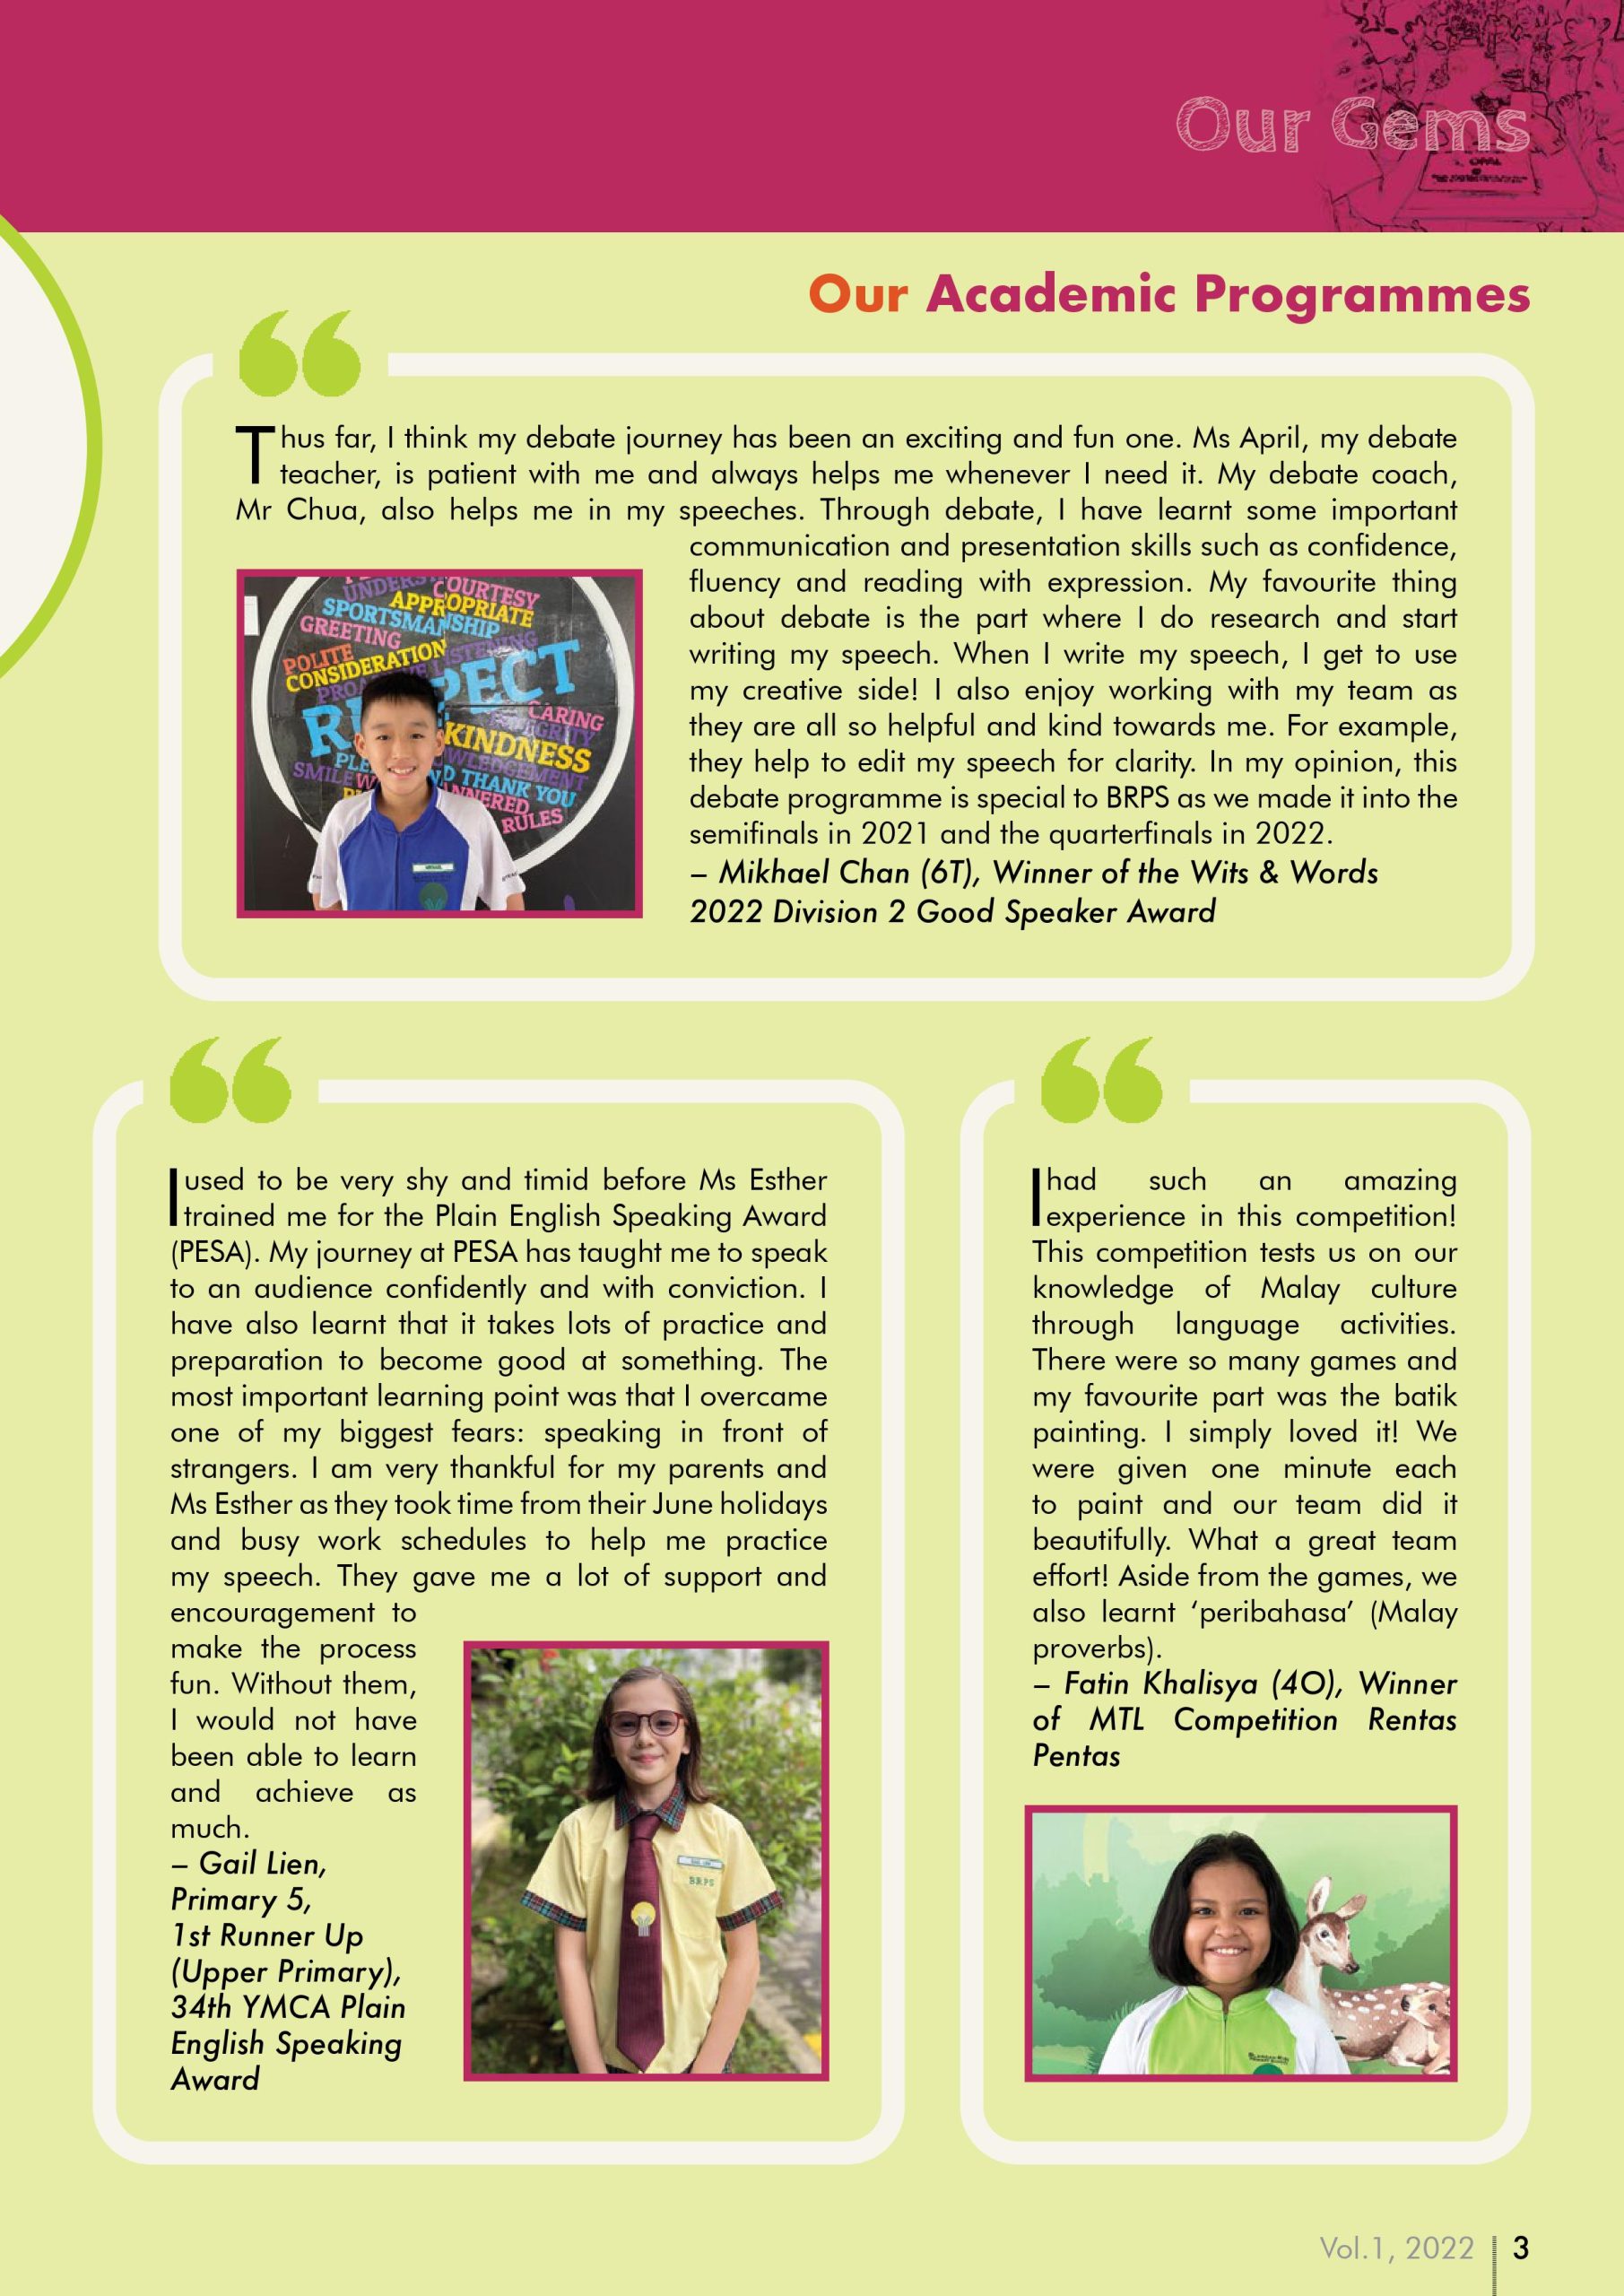 Our Gems
Our Academic Programmes
Thus far, I think my debate journey has been an exciting and fun one. Ms April, my debate
teacher, is patient with me and always helps me whenever I need it. My debate coach,
Mr Chua, also helps me in my speeches. Through debate, I have learnt some important
communication and presentation skills such as confidence,
fluency and reading with expression. My favourite thing
about debate is the part where I do research and start
writing my speech. When I write my speech, I get to use
my creative side! I also enjoy working with my team as
they are all so helpful and kind towards me. For example,
they help to edit my speech for clarity. In my opinion, this
debate programme is special to BRPS as we made it into the
semifinals in 2021 and the quarterfinals in 2022.
– Mikhael Chan (6T), Winner of the Wits & Words
2022 Division 2 Good Speaker Award
COURTESY
APPROPRIATE
SPORTSMANSHIP
GREETING
POLITE
CONSIDERATION
CARING
KINDNESS
THANK YOU
RULES
I used to be very shy and timid before Ms Esther
trained me for the Plain English Speaking Award
(PESA). My journey at PESA has taught me to speak
to an audience confidently and with conviction. I
have also learnt that it takes lots of practice and
preparation to become good at something. The
most important learning point was that I overcame
one of my biggest fears: speaking in front of
strangers. I am very thankful for my parents and
Ms Esther as they took time from their June holidays
and busy work schedules to help me practice
my speech. They gave me a lot of support and
encouragement to
make the process
fun. Without them,
I would not have
been able to learn
and achieve as
much.
– Gail Lien,
Primary 5,
1st Runner Up
(Upper Primary),
34th YMCA Plain
English Speaking
Award
BRPS
I had such an amazing
experience in this competition!
This competition tests us on our
knowledge of Malay culture
through language activities.
There were so many games and
my favourite part was the batik
painting. I simply loved it! We
were given one minute each
to paint and our team did it
beautifully. What a great team
effort! Aside from the games, we
also learnt ‘peribahasa’ (Malay
proverbs).
– Fatin Khalisya (4O), Winner
of MTL Competition Rentas
Pentas
Vol.1, 2022 3